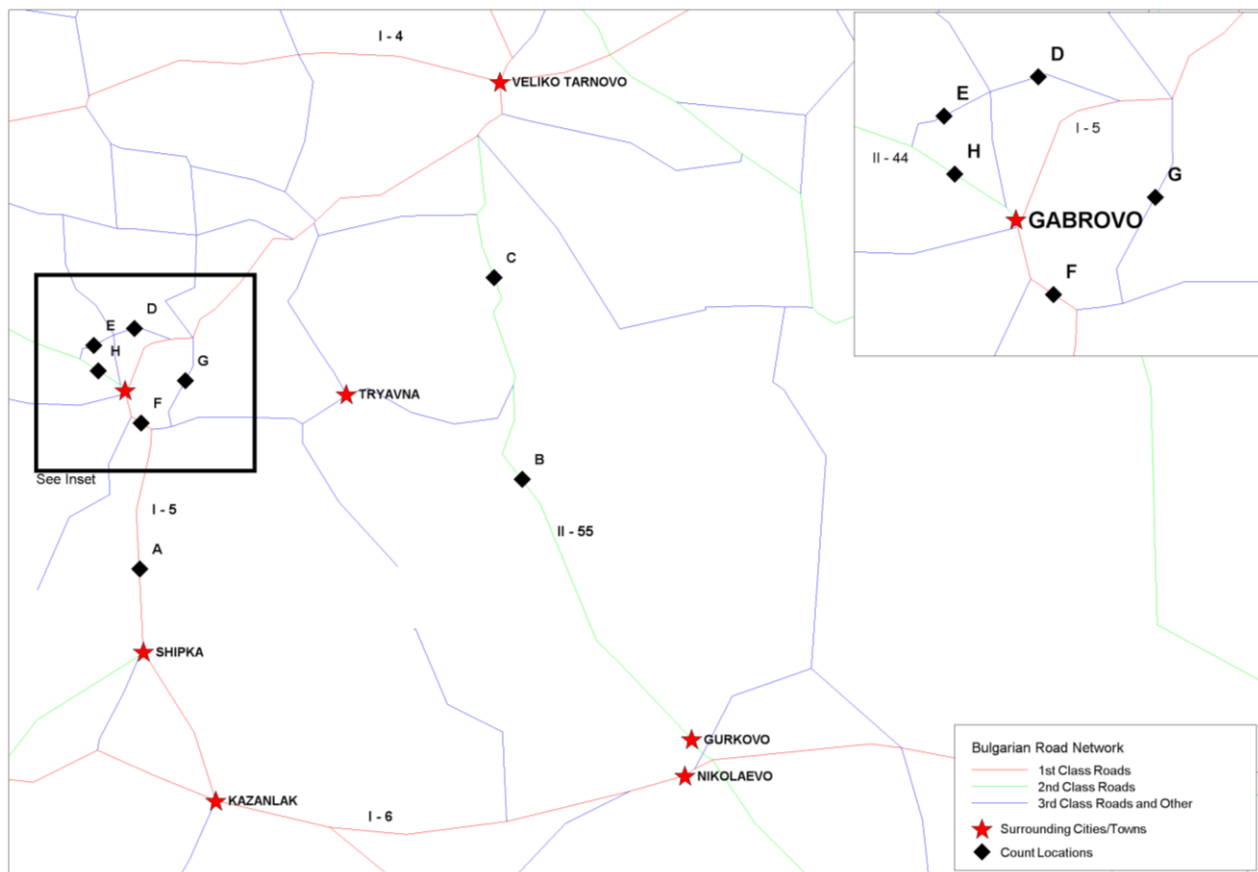 I - 4
VELIKO TARNOVO
D
E
I - 5
II - 44
H
G
GABROVO
F
C
D
E
H
G
F
TRYAVNA
See Inset
B
I - 5
II - 55
A
SHIPKA
GURKOVO
NIKOLAEVO
KAZANLAK
I - 6
Bulgarian Road Network
1st Class Roads
2nd Class Roads
3rd Class Roads and Other
Surrounding Cities/Towns
Count Locations